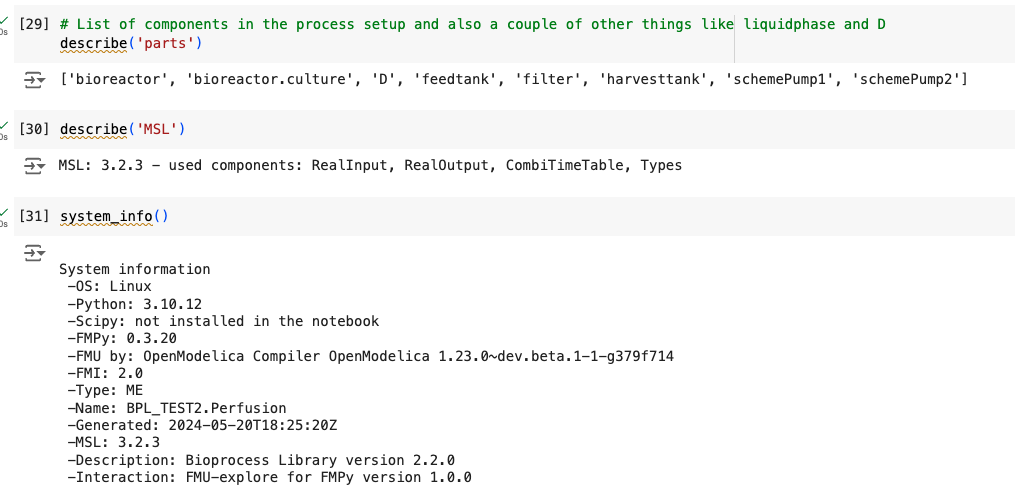 [29] # List of components in the process setup and also a couple of other things like liquidphase and D
describe('parts')
0s
['bioreactor', 'bioreactor.culture', 'D', 'feedtank', 'filter', 'harvesttank', 'schemePump1', 'schemePump2']
[30] describe('MSL')
0s
MSL: 3.2.3 - used components: RealInput, RealOutput, CombiTimeTable, Types
[31] system_info()
0s
System information
-OS: Linux
-Python: 3.10.12
-Scipy: not installed in the notebook
-FMPy: 0.3.20
-FMU by: OpenModelica Compiler OpenModelica 1.23.0~dev.beta.1-1-g379f714
-FMI: 2.0
-Type: ME
-Name: BPL_TEST2.Perfusion
-Generated: 2024-05-20T18:25:20Z
-MSL: 3.2.3
-Description: Bioprocess Library version 2.2.0
-Interaction: FMU-explore for FMPy version 1.0.0